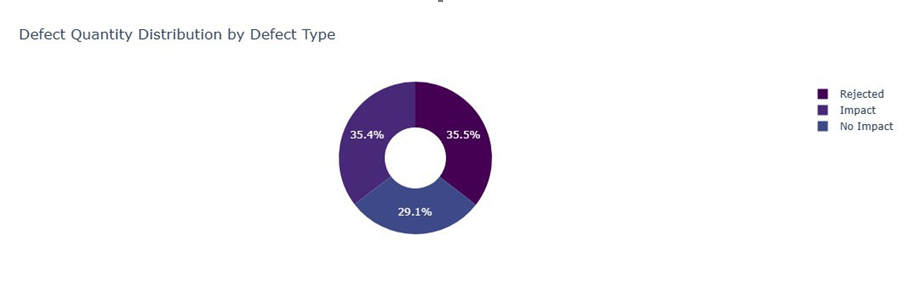 Defect Quantity Distribution by Defect Type
Rejected
Impact
No Impact
35.4%
35.5%
29.1%